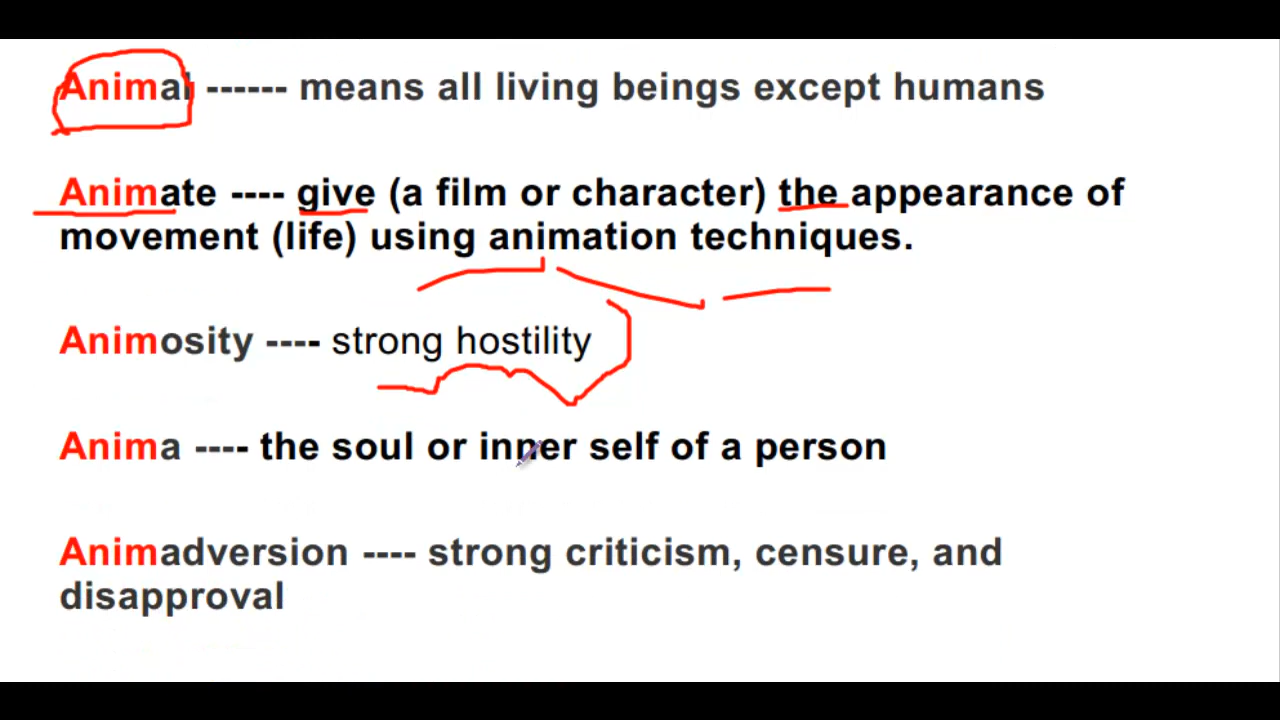 Animal ------ means all living beings except humans
Animate ---- give (a film or character) the appearance of
movement (life) using animation techniques.
Animosity ---- strong hostility
Anima ---- the soul or inner self of a person
Animadversion ---- strong criticism, censure, and
disapproval